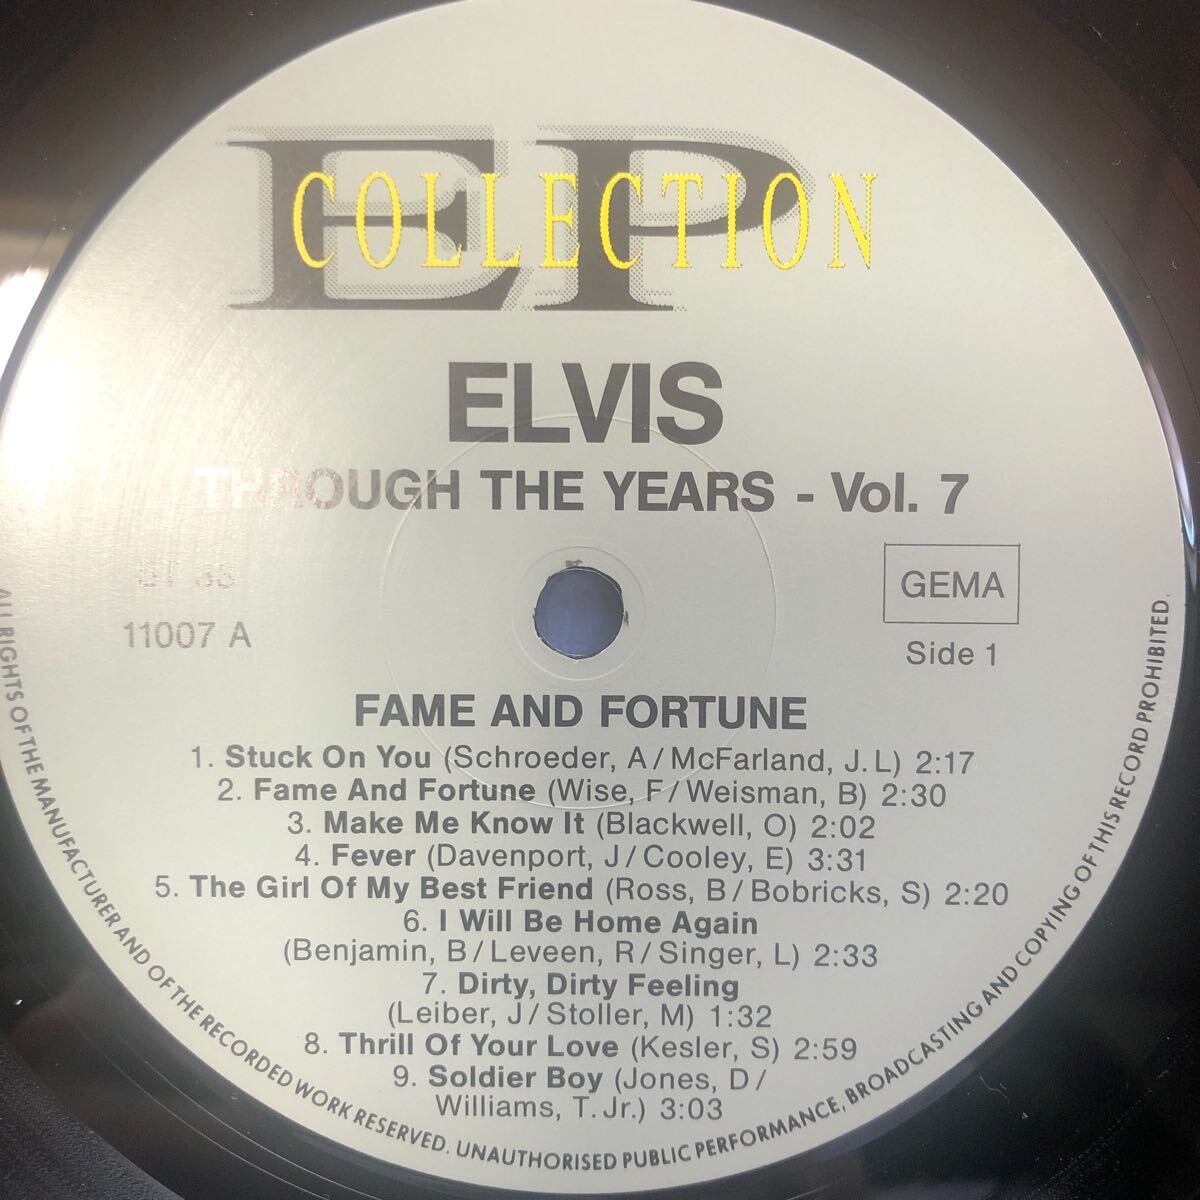 EP
COLLECTION
ELVIS
THROUGH THE YEARS - Vol. 7
ST 33
GEMA
11007 A
Side 1
FAME AND FORTUNE
1. Stuck On You (Schroeder, A / McFarland, J. L) 2:17
2. Fame And Fortune (Wise, F / Weisman, B) 2:30
3. Make Me Know It (Blackwell, O) 2:02
4. Fever (Davenport, J / Cooley, E) 3:31
5. The Girl Of My Best Friend (Ross, B / Bobricks, S) 2:20
6. I Will Be Home Again
(Benjamin, B / Leveen, R / Singer, L) 2:33
7. Dirty, Dirty Feeling
(Leiber, J / Stoller, M) 1:32
8. Thrill Of Your Love (Kesler, S) 2:59
9. Soldier Boy (Jones, D /
Williams, T. Jr.) 3:03
ALL RIGHTS OF THE MANUFACTURER AND OF THE RECORDED WORK RESERVED. UNAUTHORISED PUBLIC PERFORMANCE, BROADCASTING AND COPYING OF THIS RECORD PROHIBITED.